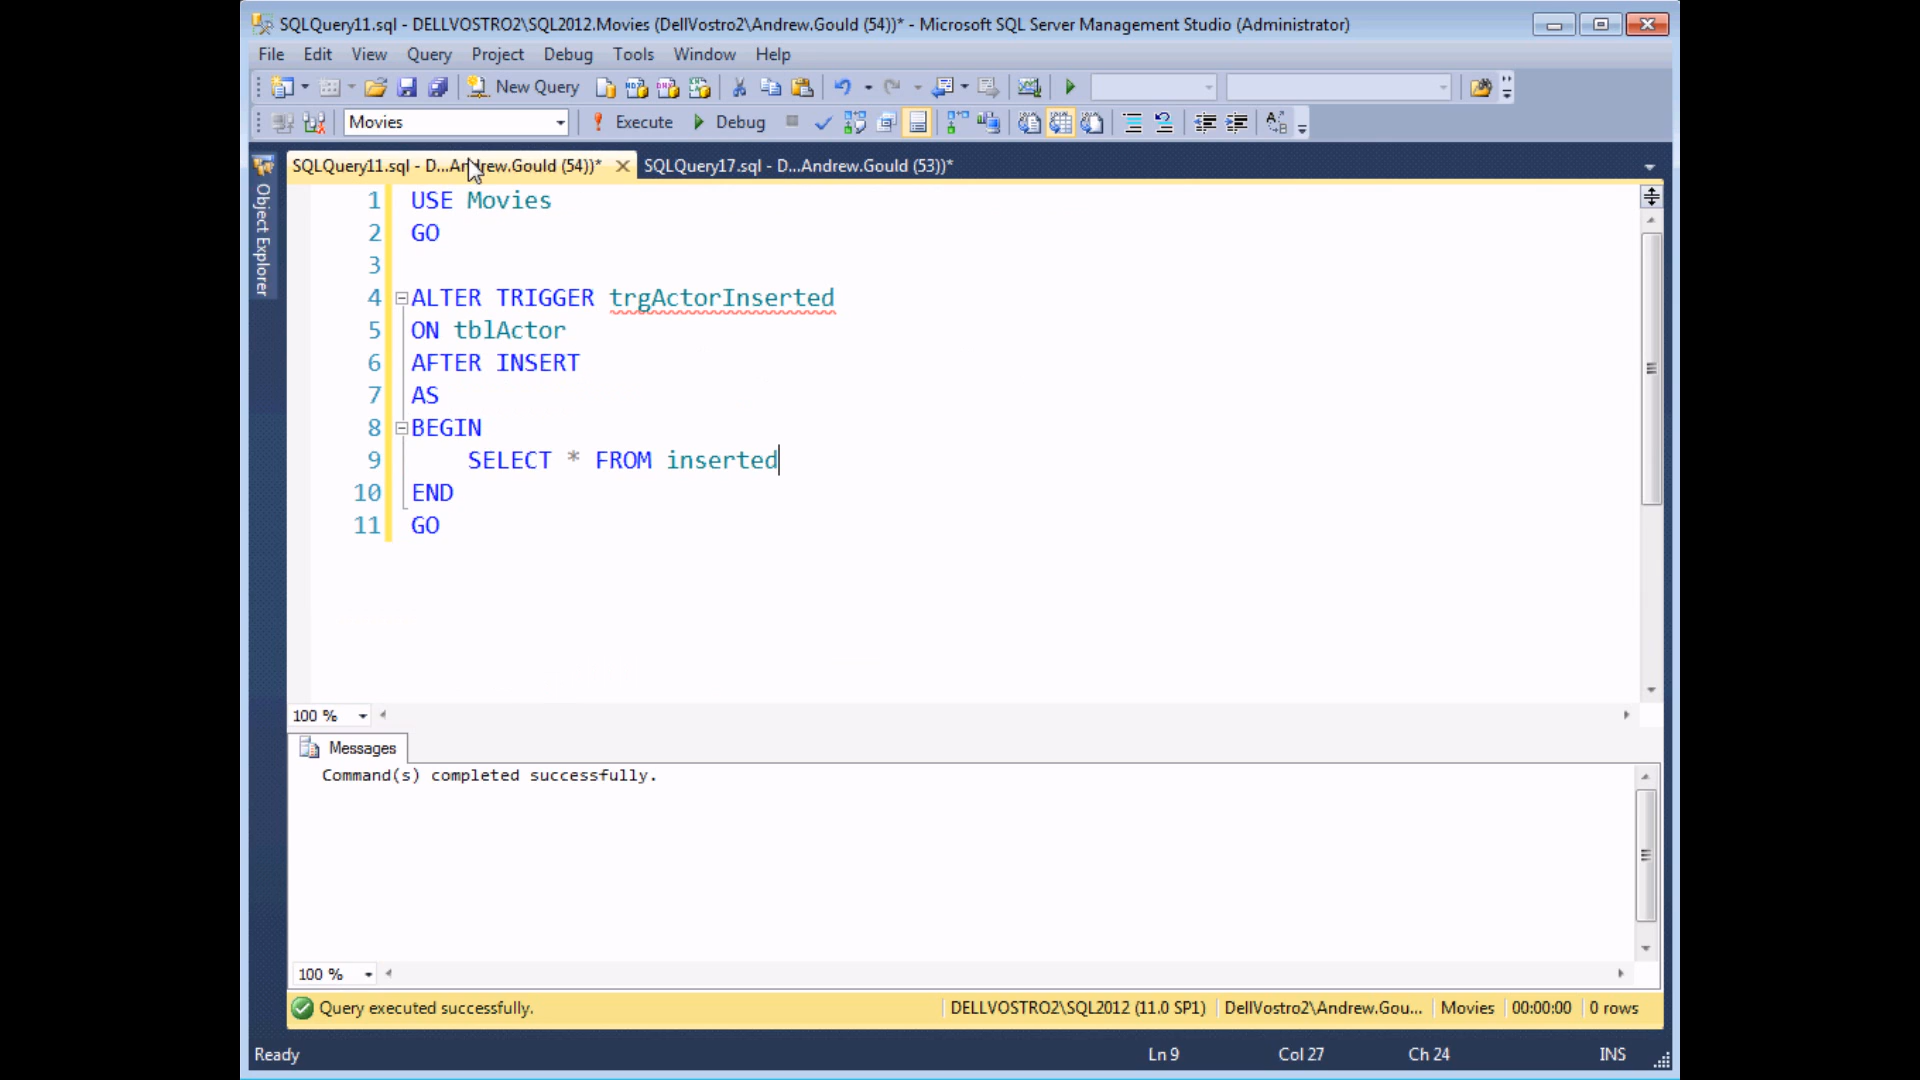 SQLQuery11.sql - DELLVOSTRO2\SQL2012.Movies (DellVostro2\Andrew.Gould (54))* - Microsoft SQL Server Management Studio (Administrator)
File Edit View Query Project Debug Tools Window Help
New Query
Movies Execute Debug
SQLQuery11.sql - D...Andrew.Gould (54))* SQLQuery17.sql - D...Andrew.Gould (53))*
Object Explorer
1 USE Movies
2 GO
3
4 ALTER TRIGGER trgActorInserted
5 ON tblActor
6 AFTER INSERT
7 AS
8 BEGIN
9 SELECT * FROM inserted
10 END
11 GO
100 %
Messages
Command(s) completed successfully.
100 %
Query executed successfully. DELLVOSTRO2\SQL2012 (11.0 SP1) DellVostro2\Andrew.Gou... Movies 00:00:00 0 rows
Ready Ln 9 Col 27 Ch 24 INS